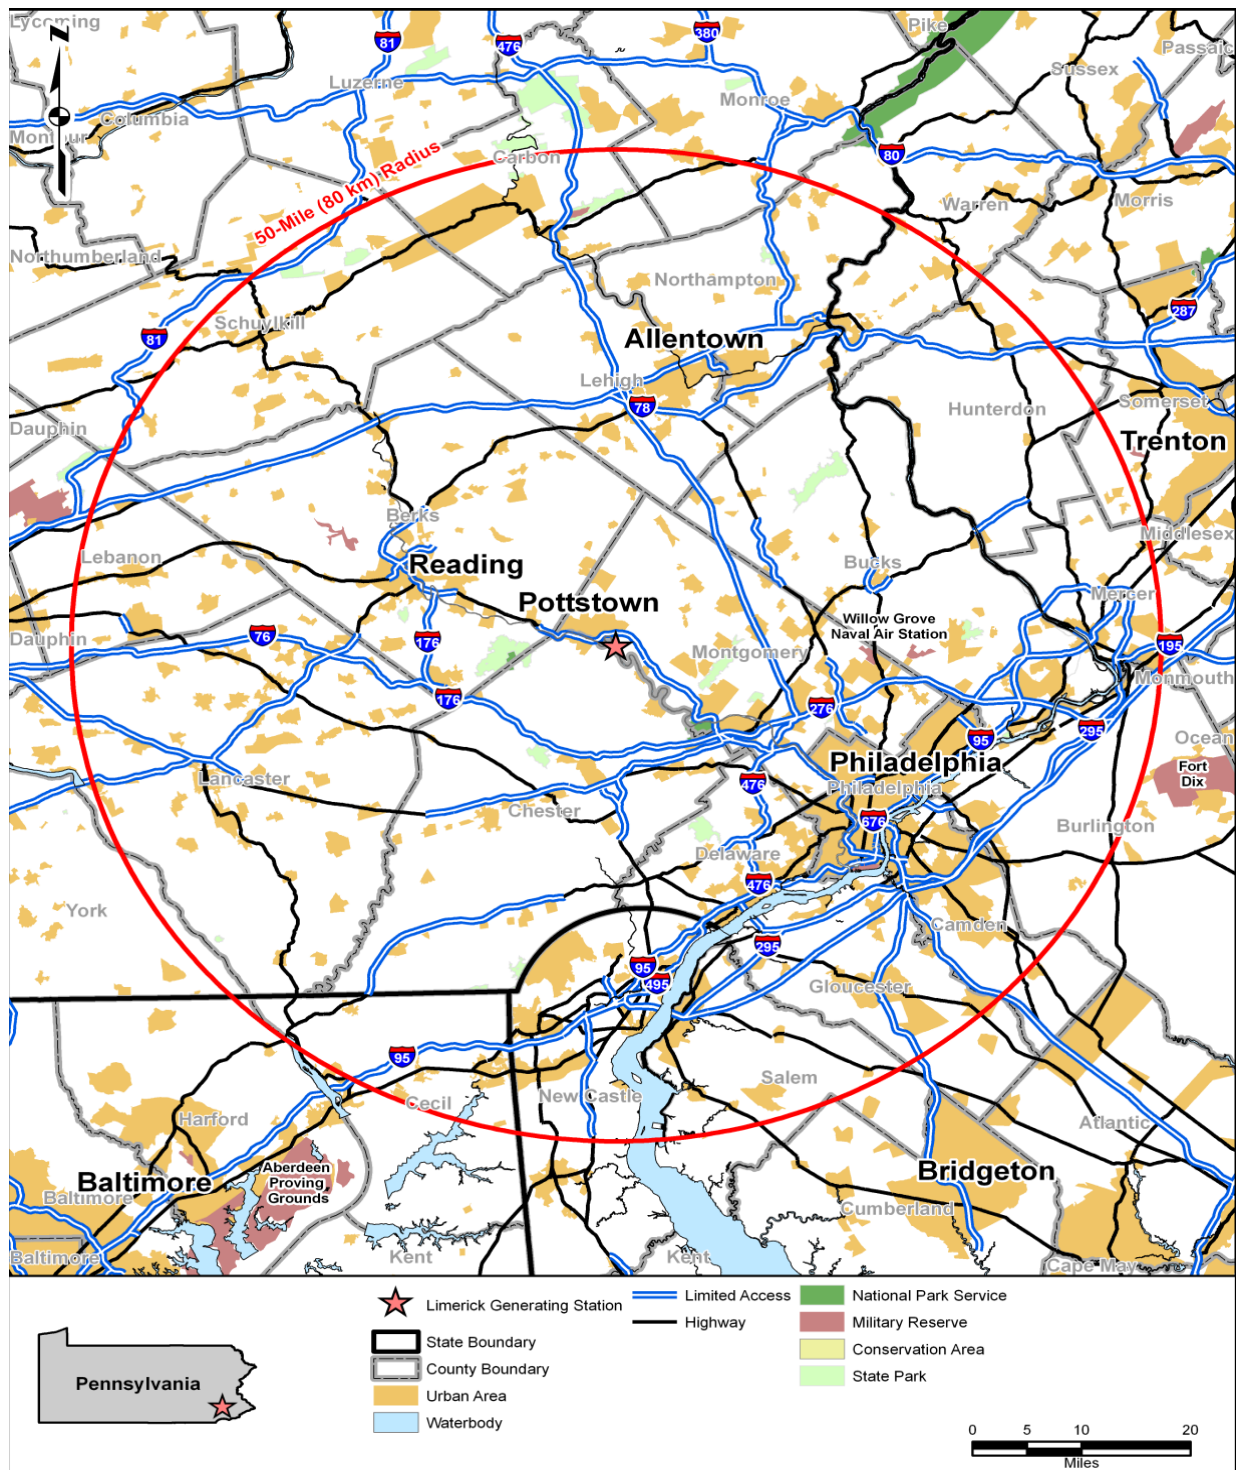 Lycoming
Z
81
476
380
Pike
Passaic
Sussex
Luzerne
Monroe
Columbia
Montour
Carbon
80
50-Mile (80 km) Radius
Warren
Morris
Northumberland
Northampton
287
Schuylkill
81
Allentown
Lehigh
78
Hunterdon
Somerset
Dauphin
Trenton
Berks
Middlesex
Lebanon
Reading
Bucks
Mercer
Pottstown
Willow Grove
Naval Air Station
Dauphin
76
176
Montgomery
195
Monmouth
176
276
295
95
Ocean
Philadelphia
Fort
Dix
Lancaster
476
Philadelphia
Chester
676
Burlington
Delaware
476
York
Camden
295
95
495
Gloucester
95
Salem
Cecil
New Castle
Harford
Atlantic
Aberdeen
Proving
Grounds
Baltimore
Bridgeton
Baltimore
Cumberland
Baltimore
Kent
Kent
Cape May
Limerick Generating Station
State Boundary
County Boundary
Urban Area
Waterbody
Limited Access
Highway
National Park Service
Military Reserve
Conservation Area
State Park
Pennsylvania
0 5 10 20
Miles